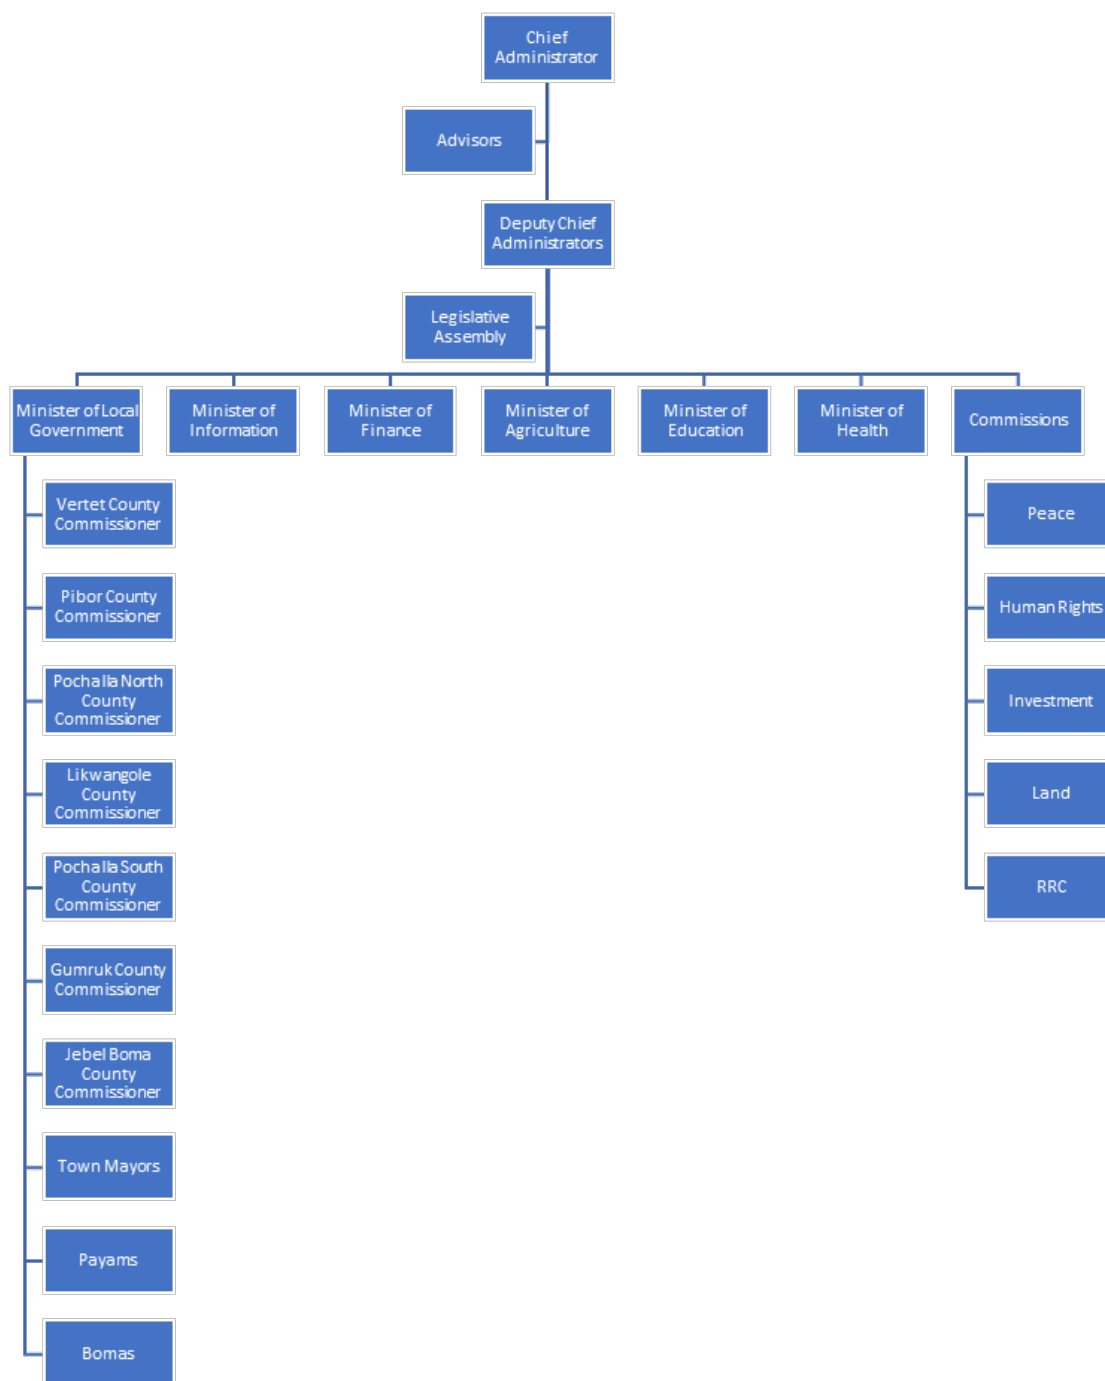 Chief
Administrator
Advisors
Deputy Chief
Administrators
Legislative
Assembly
Minister of Local
Government
Minister of
Information
Minister of
Finance
Minister of
Agriculture
Minister of
Education
Minister of
Health
Commissions
Vertet County
Commissioner
Pibor County
Commissioner
Pochalla North
County
Commissioner
Likwangole
County
Commissioner
Pochalla South
County
Commissioner
Gumruk County
Commissioner
Jebel Boma
County
Commissioner
Town Mayors
Payams
Bomas
Peace
Human Rights
Investment
Land
RRC